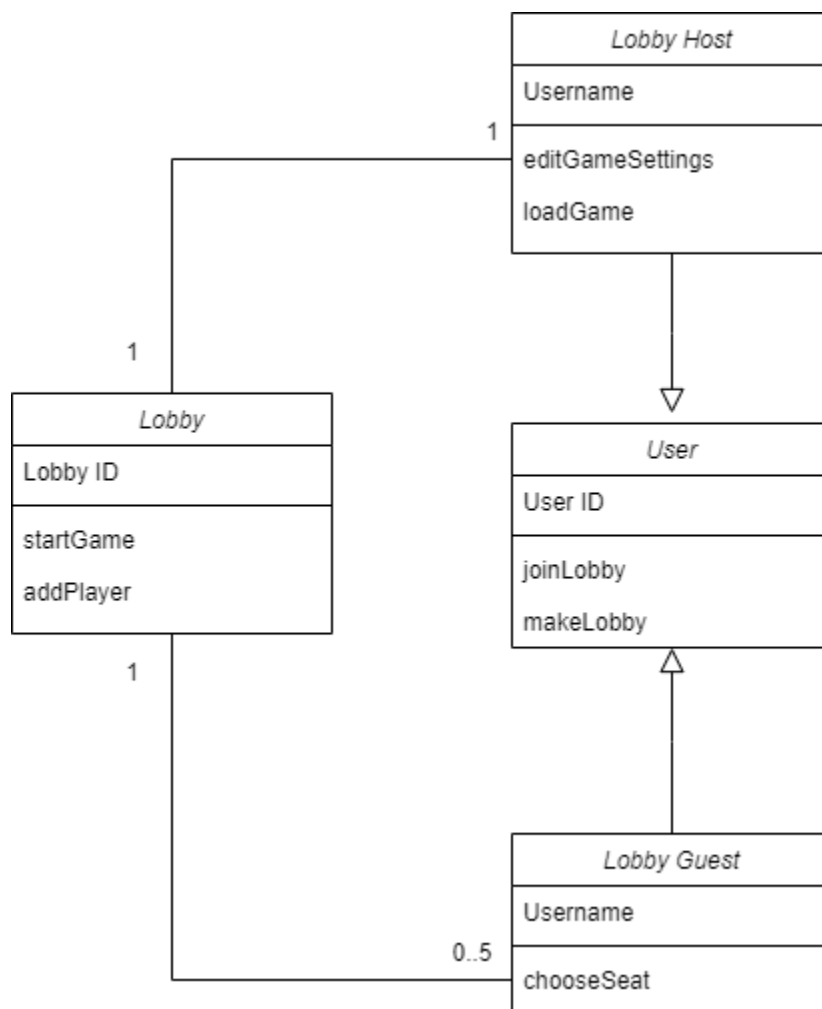 Lobby Host
Username
1
editGameSettings
loadGame
1
Lobby
Lobby ID
startGame
addPlayer
User
User ID
joinLobby
makeLobby
1
Lobby Guest
Username
0..5
chooseSeat